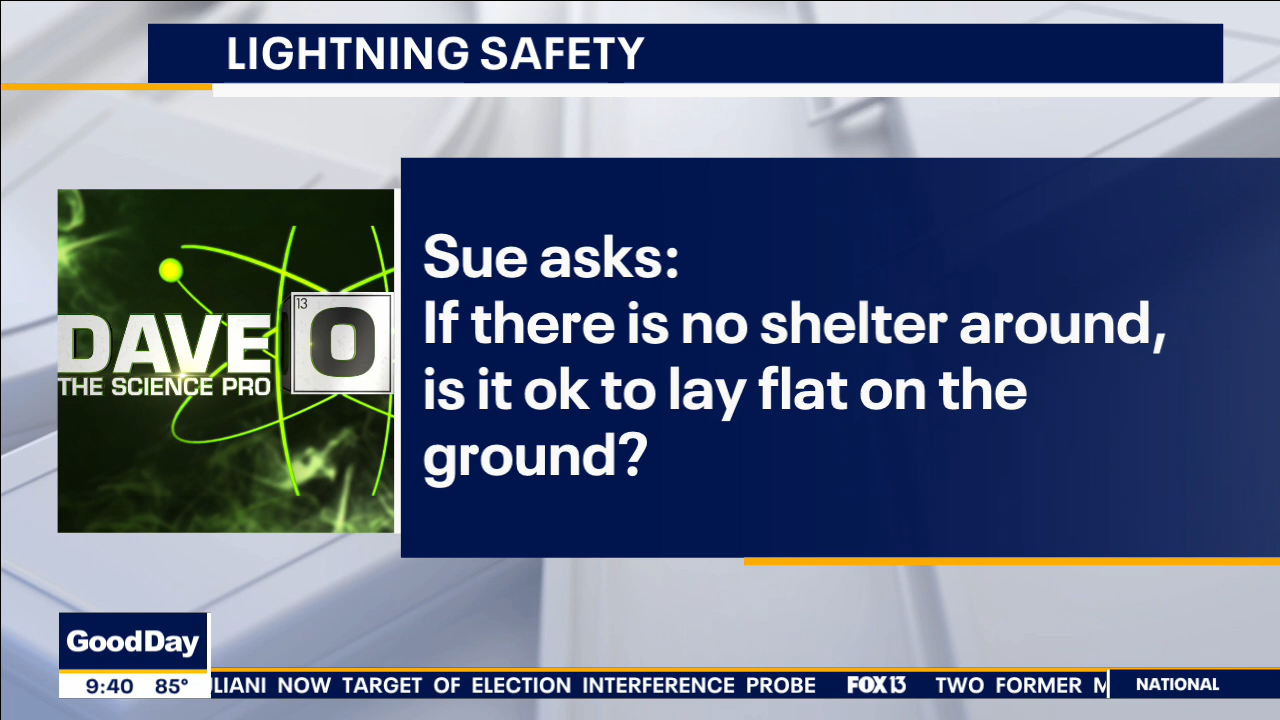 LIGHTNING SAFETY
13
DAVE O
THE SCIENCE PRO
Sue asks:
If there is no shelter around,
is it ok to lay flat on the
ground?
GoodDay
9:40 85°
LIANI NOW TARGET OF ELECTION INTERFERENCE PROBE FOX13 TWO FORMER
NATIONAL